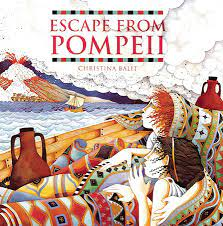 ESCAPE FROM
POMPEII
CHRISTINA BALIT